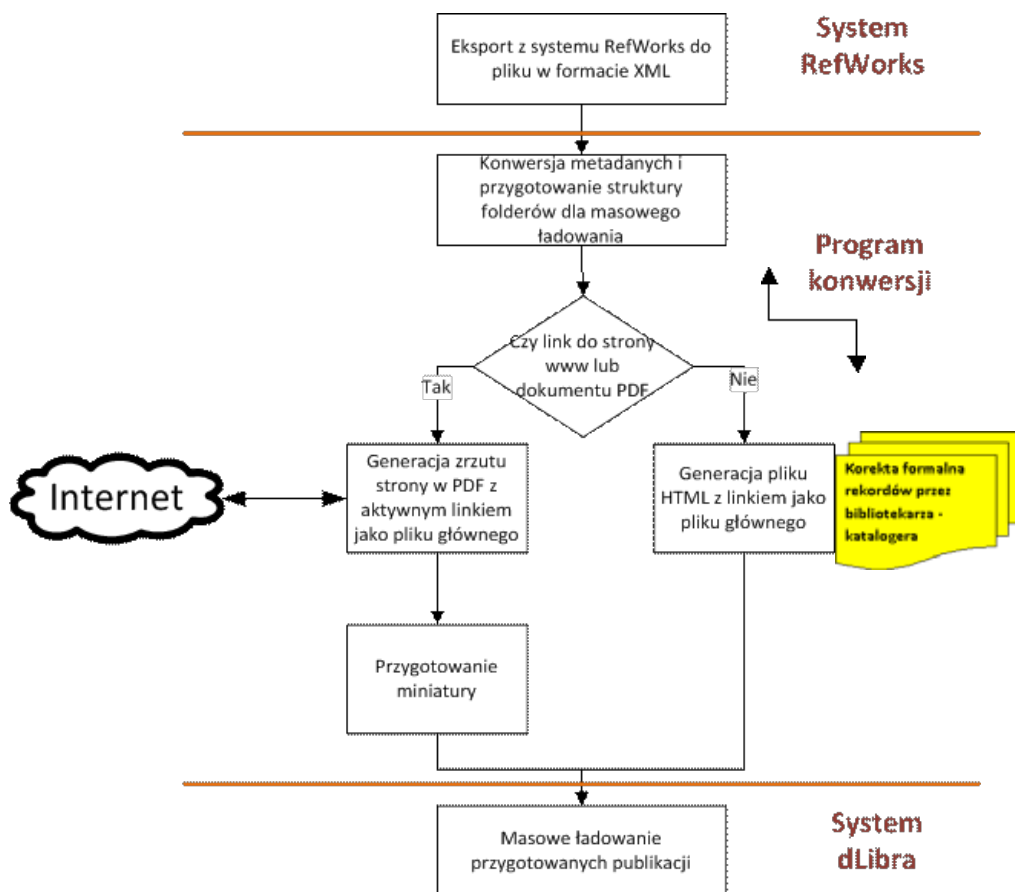 System
RefWorks
Eksport z systemu RefWorks do
pliku w formacie XML
Konwersja metadanych i
przygotowanie struktury
folderów dla masowego
ładowania
Program
konwersji
Czy link do strony
www lub
dokumentu PDF
Tak
Nie
Internet
Generacja zrzutu
strony w PDF z
aktywnym linkiem
jako pliku głównego
Generacja pliku
HTML z linkiem jako
pliku głównego
Korekta formalna
rekordów przez
bibliotekarza -
katalogera
Przygotowanie
miniatury
Masowe ładowanie
przygotowanych publikacji
System
dLibra